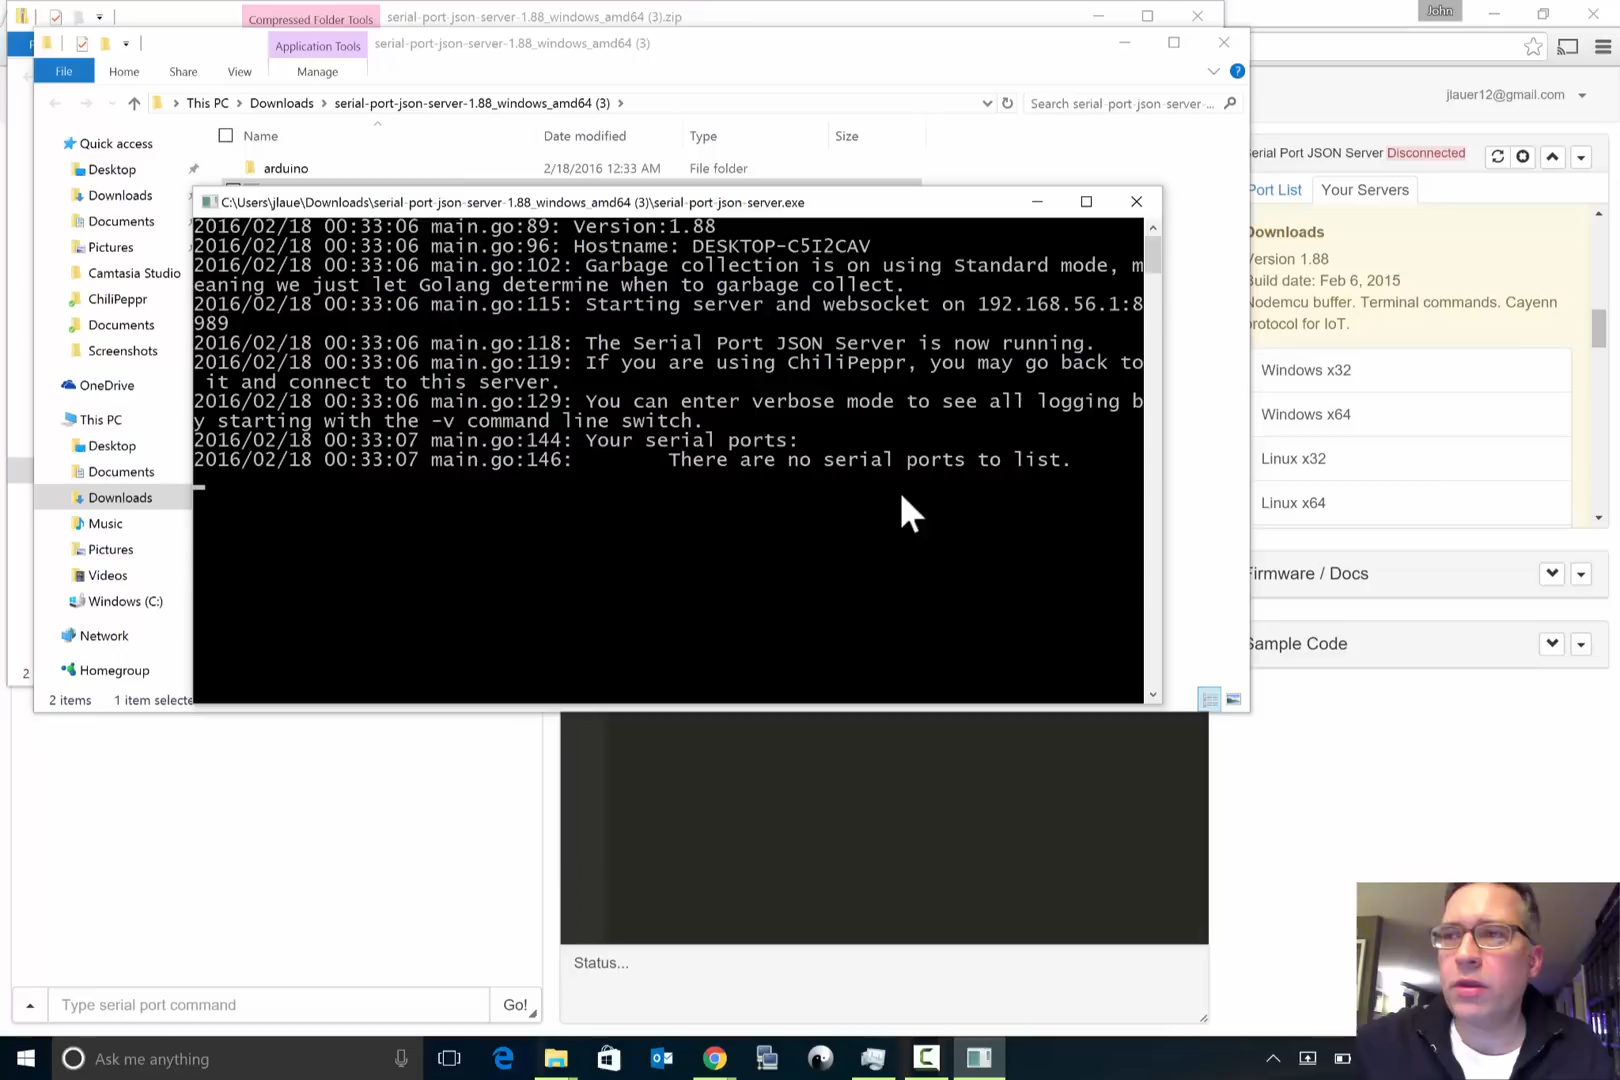 Compressed Folder Tools
serial-port-json-server-1.88_windows_amd64 (3).zip
John
Application Tools
serial-port-json-server-1.88_windows_amd64 (3)
File
Home
Share
View
Manage
This PC
Downloads
serial-port-json-server-1.88_windows_amd64 (3)
Search serial-port-json-server-...
jlauer12@gmail.com
Name
Date modified
Type
Size
Quick access
Desktop
Downloads
Documents
Pictures
Camtasia Studio
ChiliPeppr
Documents
Screenshots
OneDrive
This PC
Desktop
Documents
Downloads
Music
Pictures
Videos
Windows (C:)
Network
Homegroup
arduino
2/18/2016 12:33 AM
File folder
2 items
1 item selecte
2
C:\Users\jlaue\Downloads\serial-port-json-server-1.88_windows_amd64 (3)\serial-port-json-server.exe
2016/02/18 00:33:06 main.go:89: Version:1.88
2016/02/18 00:33:06 main.go:96: Hostname: DESKTOP-C5I2CAV
2016/02/18 00:33:06 main.go:102: Garbage collection is on using Standard mode, m
eaning we just let Golang determine when to garbage collect.
2016/02/18 00:33:06 main.go:115: Starting server and websocket on 192.168.56.1:8
989
2016/02/18 00:33:06 main.go:118: The Serial Port JSON Server is now running.
2016/02/18 00:33:06 main.go:119: If you are using ChiliPeppr, you may go back to
it and connect to this server.
2016/02/18 00:33:06 main.go:129: You can enter verbose mode to see all logging b
y starting with the -v command line switch.
2016/02/18 00:33:07 main.go:144: Your serial ports:
2016/02/18 00:33:07 main.go:146: There are no serial ports to list.
erial Port JSON Server Disconnected
Port List
Your Servers
Downloads
Version 1.88
Build date: Feb 6, 2015
Nodemcu buffer. Terminal commands. Cayenn
protocol for IoT.
Windows x32
Windows x64
Linux x32
Linux x64
Firmware / Docs
Sample Code
Status...
Type serial port command
Go!
Ask me anything